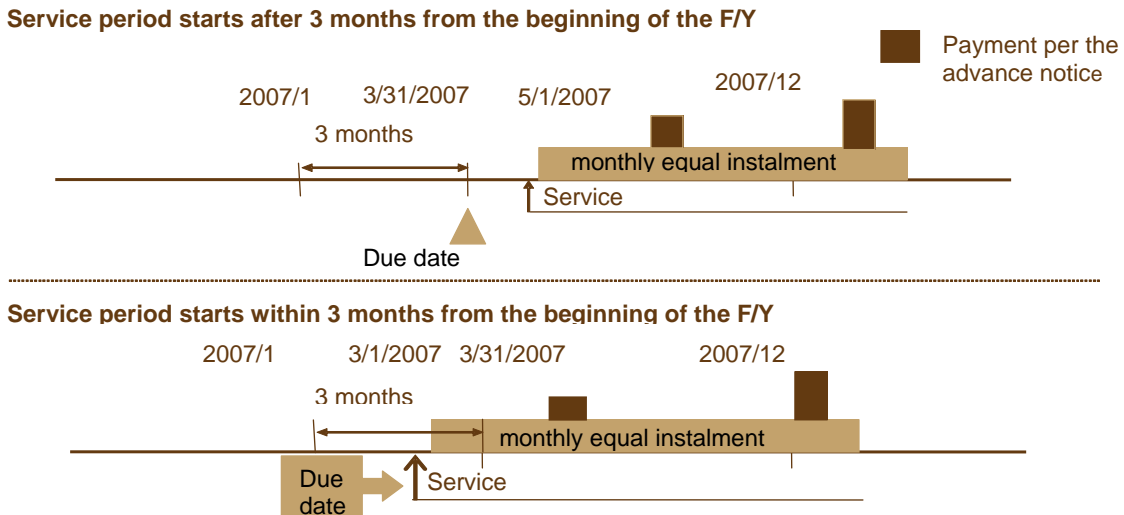 Service period starts after 3 months from the beginning of the F/Y
Payment per the
advance notice
2007/1 3/31/2007 5/1/2007 2007/12
3 months
monthly equal instalment
Service
Due date
Service period starts within 3 months from the beginning of the F/Y
2007/1 3/1/2007 3/31/2007 2007/12
3 months
monthly equal instalment
Due
date
Service